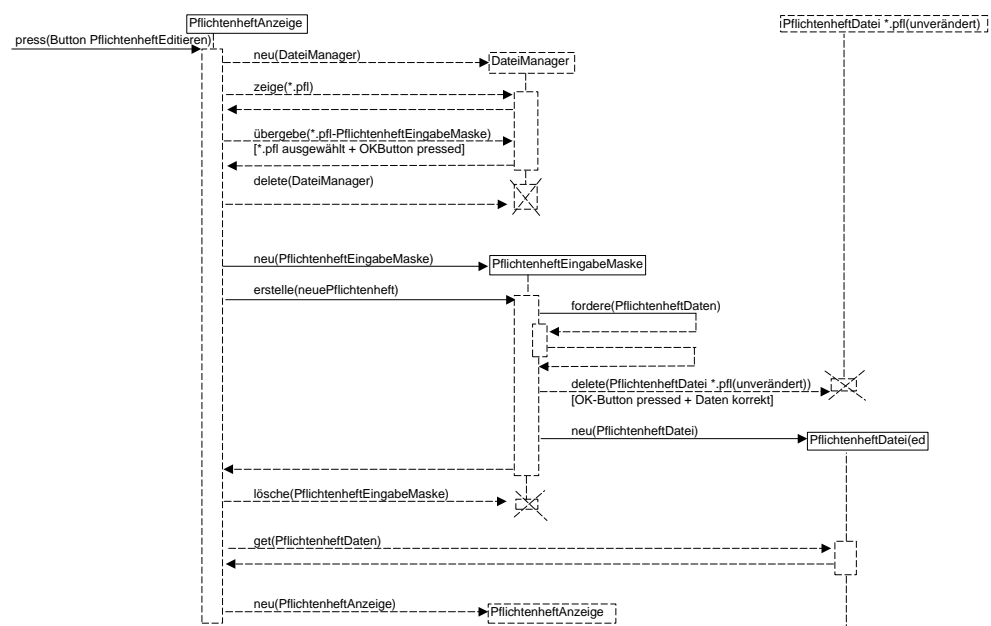 PflichtenheftAnzeige
PflichtenheftDatei *.pfl(unverändert)
press(Button PflichtenheftEditieren)
neu(DateiManager)
DateiManager
zeige(*.pfl)
übergebe(*.pfl-PflichtenheftEingabeMaske)
[*.pfl ausgewählt + OKButton pressed]
delete(DateiManager)
neu(PflichtenheftEingabeMaske)
PflichtenheftEingabeMaske
erstelle(neuePflichtenheft)
fordere(PflichtenheftDaten)
delete(PflichtenheftDatei *.pfl(unverändert))
[OK-Button pressed + Daten korrekt]
neu(PflichtenheftDatei)
PflichtenheftDatei(ed
lösche(PflichtenheftEingabeMaske)
get(PflichtenheftDaten)
neu(PflichtenheftAnzeige)
PflichtenheftAnzeige